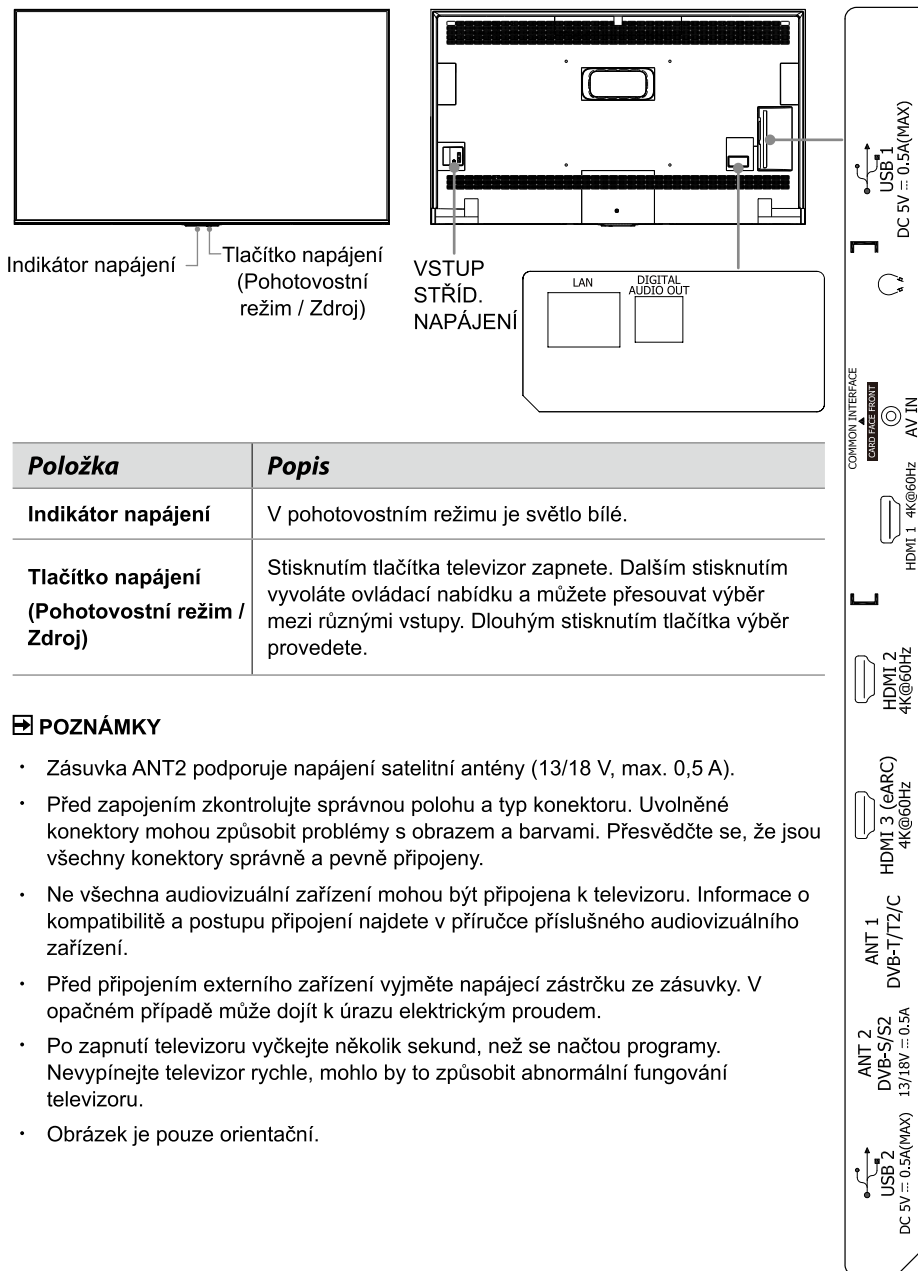 Indikátor napájení
Tlačítko napájení
(Pohotovostní
režim / Zdroj)
VSTUP
STŘÍD.
NAPÁJENÍ
LAN
DIGITAL
AUDIO OUT
Položka Popis
Indikátor napájení V pohotovostním režimu je světlo bílé.
Tlačítko napájení
(Pohotovostní režim /
Zdroj)
Stisknutím tlačítka televizor zapnete. Dalším stisknutím
vyvoláte ovládací nabídku a můžete přesouvat výběr
mezi různými vstupy. Dlouhým stisknutím tlačítka výběr
provedete.
POZNÁMKY
• Zásuvka ANT2 podporuje napájení satelitní antény (13/18 V, max. 0,5 A).
• Před zapojením zkontrolujte správnou polohu a typ konektoru. Uvolněné
konektory mohou způsobit problémy s obrazem a barvami. Přesvědčte se, že jsou
všechny konektory správně a pevně připojeny.
• Ne všechna audiovizuální zařízení mohou být připojena k televizoru. Informace o
kompatibilitě a postupu připojení najdete v příručce příslušného audiovizuálního
zařízení.
• Před připojením externího zařízení vyjměte napájecí zástrčku ze zásuvky. V
opačném případě může dojít k úrazu elektrickým proudem.
• Po zapnutí televizoru vyčkejte několik sekund, než se načtou programy.
Nevypínejte televizor rychle, mohlo by to způsobit abnormální fungování
televizoru.
• Obrázek je pouze orientační.
USB 1
DC 5V ⎓ 0.5A(MAX)
COMMON INTERFACE
CARD FACE FRONT
AV IN
HDMI 1 4K@60Hz
HDMI 2
4K@60Hz
HDMI 3 (eARC)
4K@60Hz
ANT 1
DVB-T/T2/C
ANT 2
DVB-S/S2
13/18V ⎓ 0.5A
USB 2
DC 5V ⎓ 0.5A(MAX)